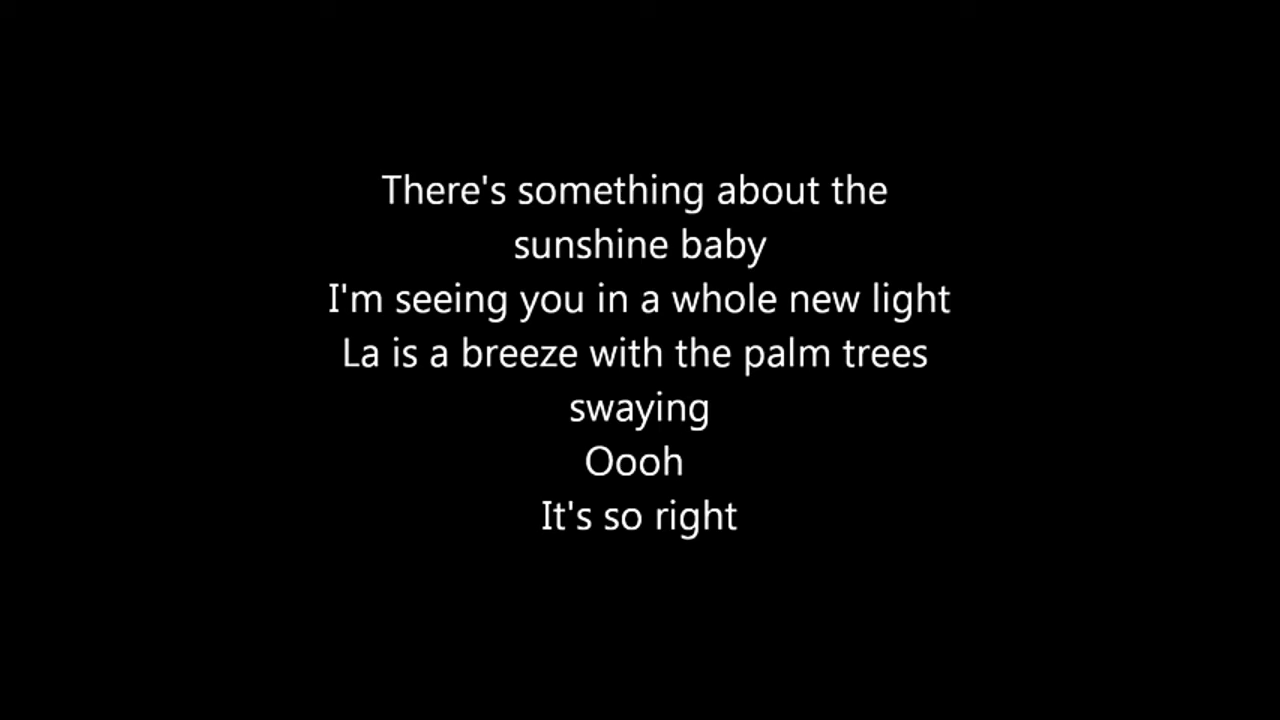 There's something about the
sunshine baby
I'm seeing you in a whole new light
La is a breeze with the palm trees
swaying
Oooh
It's so right